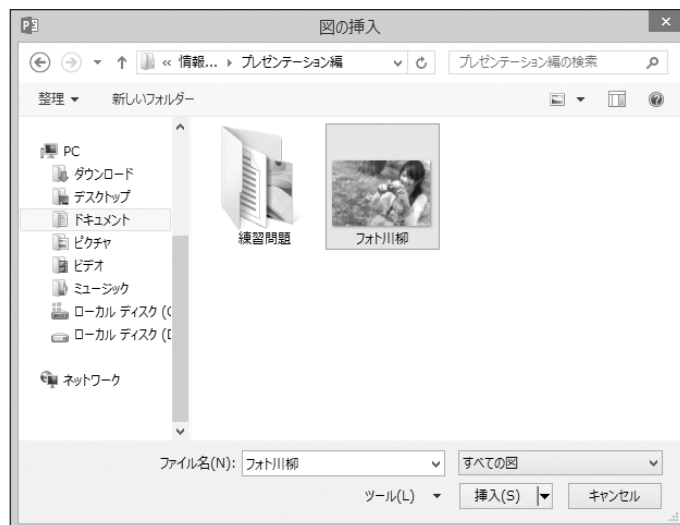 図の挿入
« 情報... ▸ プレゼンテーション編
プレゼンテーション編の検索
整理 ▼ 新しいフォルダー
PC
ダウンロード
デスクトップ
ドキュメント
ピクチャ
ビデオ
ミュージック
ローカル ディスク (C
ローカル ディスク (D
ネットワーク
練習問題
フォト川柳
ファイル名(N): フォト川柳
すべての図
ツール(L) ▼ 挿入(S) ▼ キャンセル